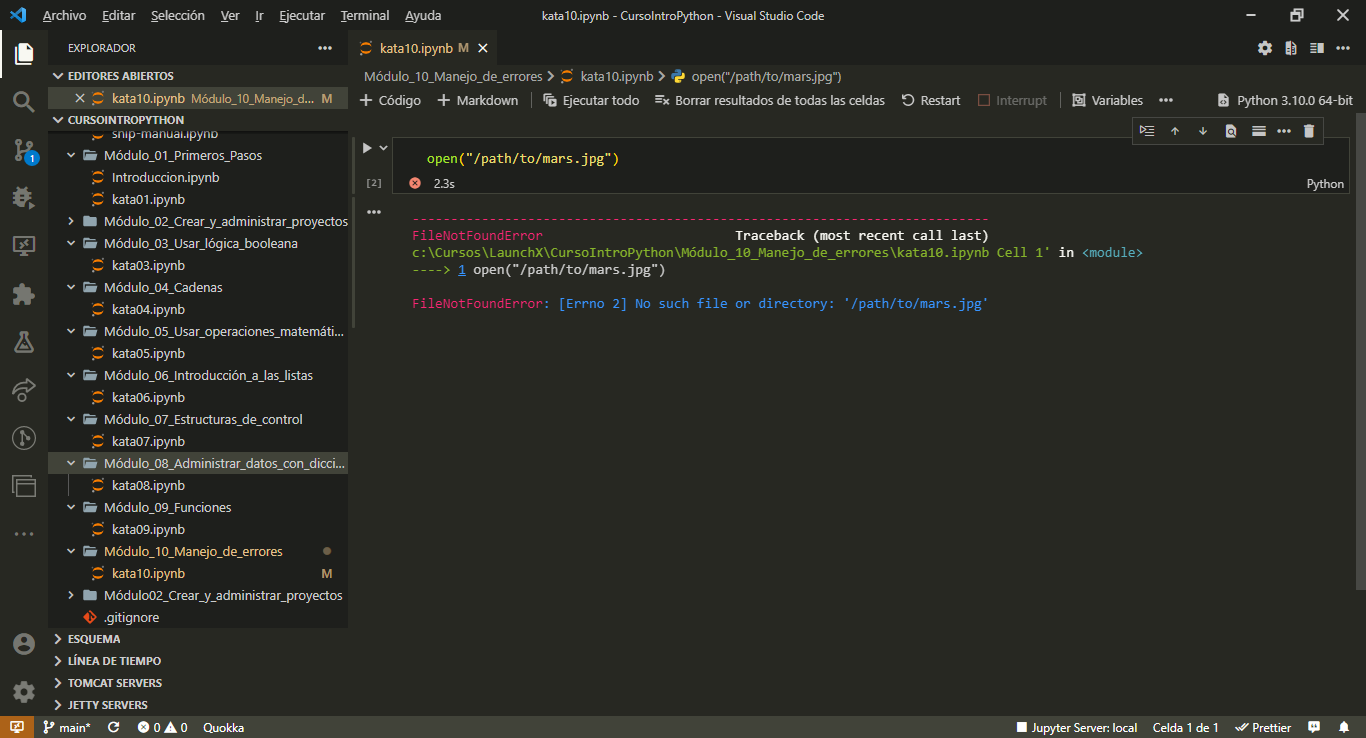 Archivo Editar Selección Ver Ir Ejecutar Terminal Ayuda
kata10.ipynb - CursoIntroPython - Visual Studio Code
EXPLORADOR
EDITORES ABIERTOS
kata10.ipynb Módulo_10_Manejo_d... M
CURSOINTROPYTHON
snip-manual.ipynb
Módulo_01_Primeros_Pasos
Introduccion.ipynb
kata01.ipynb
Módulo_02_Crear_y_administrar_proyectos
Módulo_03_Usar_lógica_booleana
kata03.ipynb
Módulo_04_Cadenas
kata04.ipynb
Módulo_05_Usar_operaciones_matemáti...
kata05.ipynb
Módulo_06_Introducción_a_las_listas
kata06.ipynb
Módulo_07_Estructuras_de_control
kata07.ipynb
Módulo_08_Administrar_datos_con_dicci...
kata08.ipynb
Módulo_09_Funciones
kata09.ipynb
Módulo_10_Manejo_de_errores
kata10.ipynb M
Módulo02_Crear_y_administrar_proyectos
.gitignore
ESQUEMA
LÍNEA DE TIEMPO
TOMCAT SERVERS
JETTY SERVERS
1
kata10.ipynb M
Módulo_10_Manejo_de_errores > kata10.ipynb > open("/path/to/mars.jpg")
Código Markdown Ejecutar todo Borrar resultados de todas las celdas Restart Interrupt Variables ... Python 3.10.0 64-bit
open("/path/to/mars.jpg")
[2] 2.3s Python
---------------------------------------------------------------------------
FileNotFoundError Traceback (most recent call last)
c:\Cursos\LaunchX\CursoIntroPython\Módulo_10_Manejo_de_errores\kata10.ipynb Cell 1' in <module>
----> 1 open("/path/to/mars.jpg")
FileNotFoundError: [Errno 2] No such file or directory: '/path/to/mars.jpg'
main* 0 0 Quokka
Jupyter Server: local Celda 1 de 1 Prettier